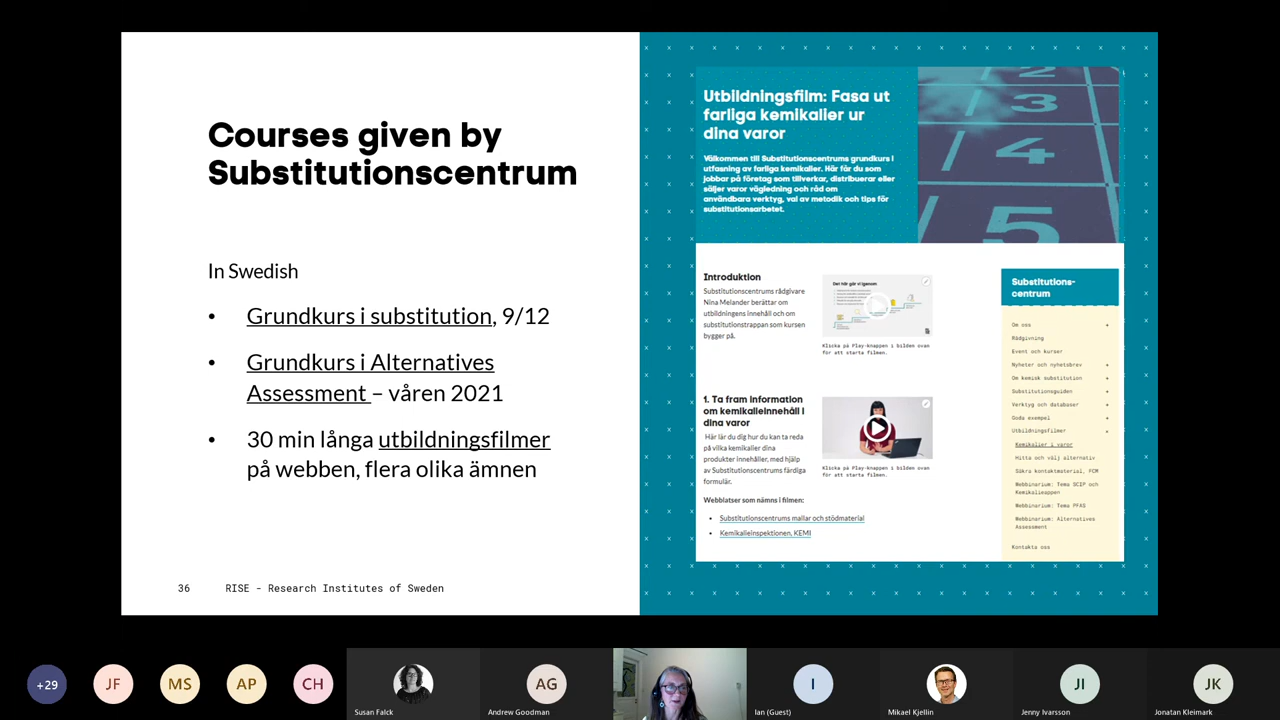 Courses given by
Substitutionscentrum
In Swedish
• Grundkurs i substitution, 9/12
• Grundkurs i Alternatives
Assessment – våren 2021
• 30 min långa utbildningsfilmer
på webben, flera olika ämnen
36 RISE - Research Institutes of Sweden
Utbildningsfilm: Fasa ut
farliga kemikalier ur
dina varor
Välkommen till Substitutionscentrums grundkurs i
utfasning av farliga kemikalier. Här får du som
jobbar på företag som tillverkar, distribuerar eller
säljer varor vägledning och råd om
användbara verktyg, val av metodik och tips för
substitutionsarbetet.
2
3
4
5
Introduktion
Substitutionscentrums rådgivare
Nina Melander berättar om
utbildningens innehåll och om
substitutionstrappan som kursen
bygger på.
Det här går vi igenom
Klicka på Play-knappen i bilden ovan
för att starta filmen.
1. Ta fram information
om kemikalieinnehåll i
dina varor
Här lär du dig hur du kan ta reda
på vilka kemikalier dina
produkter innehåller, med hjälp
av Substitutionscentrums färdiga
formulär.
Klicka på Play-knappen i bilden ovan
för att starta filmen.
Webblatser som nämns i filmen:
• Substitutionscentrums mallar och stödmaterial
• Kemikalieinspektionen, KEMI
Substitutions-
centrum
Om oss +
Rådgivning
Event och kurser
Nyheter och nyhetsbrev +
Om kemisk substitution +
Substitutionsguiden +
Verktyg och databaser +
Goda exempel +
Utbildningsfilmer
Kemikalier i varor
Hitta och välj alternativ
Säkra kontaktmaterial, FCM
Webbinarium: Tema SCIP och
Kemikalieappen
Webbinarium: Tema PFAS
Webbinarium: Alternatives
Assessment
Kontakta oss
+29
JF
MS
AP
CH
Susan Falck
AG
Andrew Goodman
I
Ian (Guest)
Mikael Kjellin
JI
Jenny Ivarsson
JK
Jonatan Kleimark